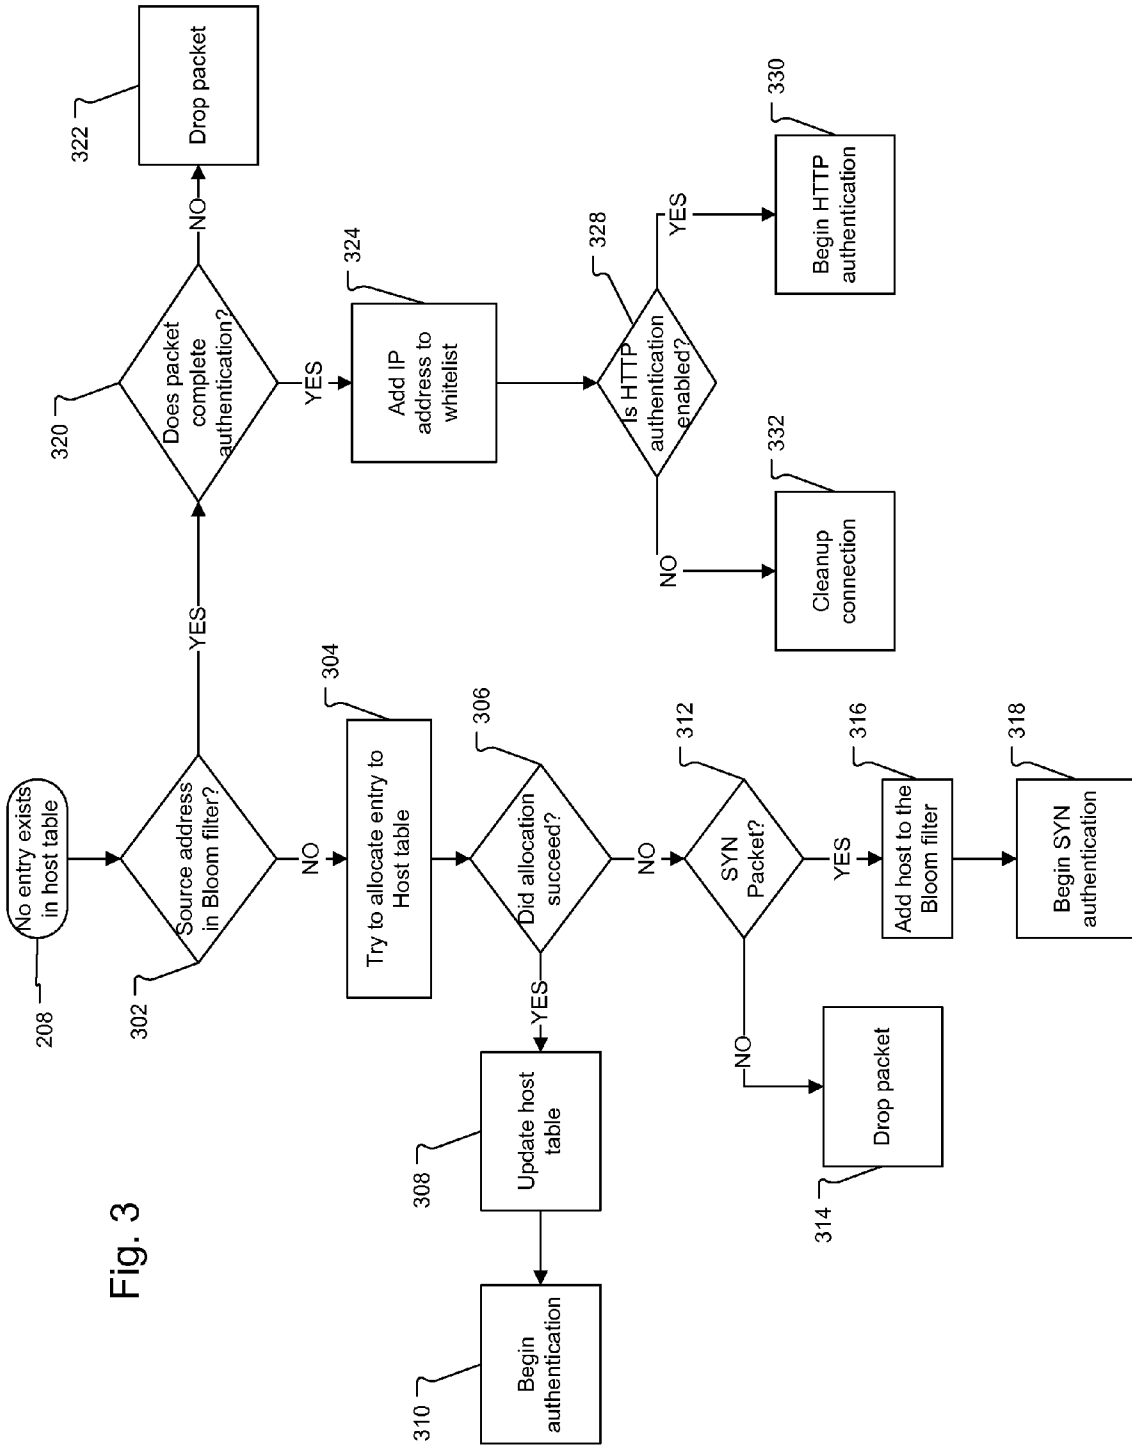 Fig. 3
208
No entry exists
in host table
302
Source address
in Bloom filter?
YES
NO
320
Does packet
complete
authentication?
NO
322
Drop packet
YES
324
Add IP
address to
whitelist
328
Is HTTP
authentication
enabled?
YES
330
Begin HTTP
authentication
NO
332
Cleanup
connection
304
Try to allocate entry to
Host table
306
Did allocation
succeed?
YES
308
Update host
table
310
Begin
authentication
NO
312
SYN
Packet?
NO
314
Drop packet
YES
316
Add host to the
Bloom filter
318
Begin SYN
authentication